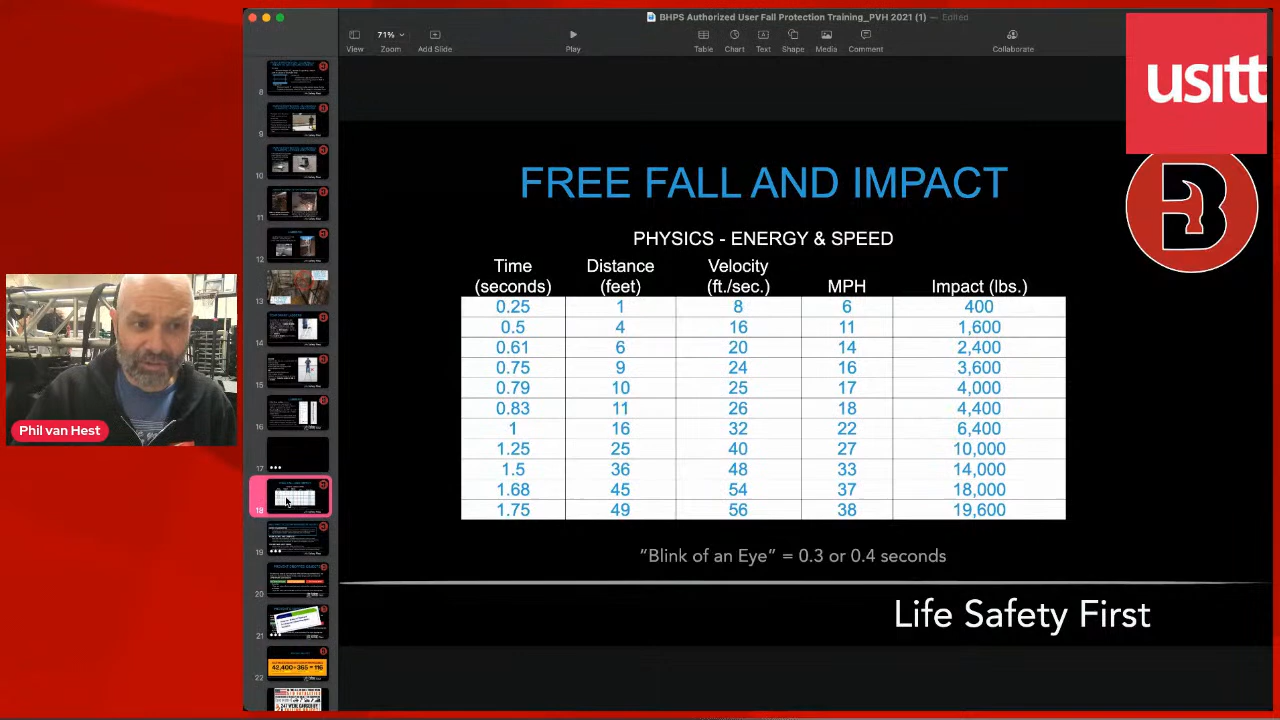 BHPS Authorized User Fall Protection Training_PVH 2021 (1) — Edited
71%
View
Zoom
Add Slide
Play
Table
Chart
Text
Shape
Media
Comment
Collaborate
usitt
B
8
9
10
11
12
13
14
15
16
17
18
19
20
21
22
42,400 ÷ 365 = 116
Phil van Hest
FREE FALL AND IMPACT
PHYSICS - ENERGY & SPEED
Time (seconds) Distance (feet) Velocity (ft./sec.) MPH Impact (lbs.)
0.25 1 8 6 400
0.5 4 16 11 1,600
0.61 6 20 14 2,400
0.75 9 24 16 3,600
0.79 10 25 17 4,000
0.83 11 26 18 4,400
1 16 32 22 6,400
1.25 25 40 27 10,000
1.5 36 48 33 14,000
1.68 45 54 37 18,000
1.75 49 56 38 19,600
“Blink of an Eye” = 0.3 or 0.4 seconds
Life Safety First